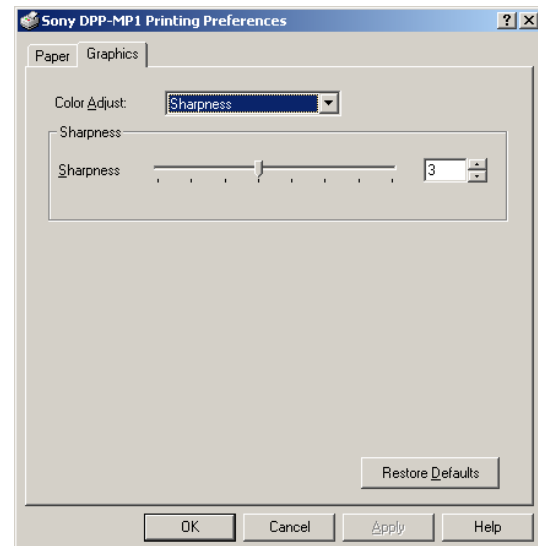 Sony DPP-MP1 Printing Preferences
Paper Graphics
Color Adjust: Sharpness
Sharpness
Sharpness 3
Restore Defaults
OK Cancel Apply Help